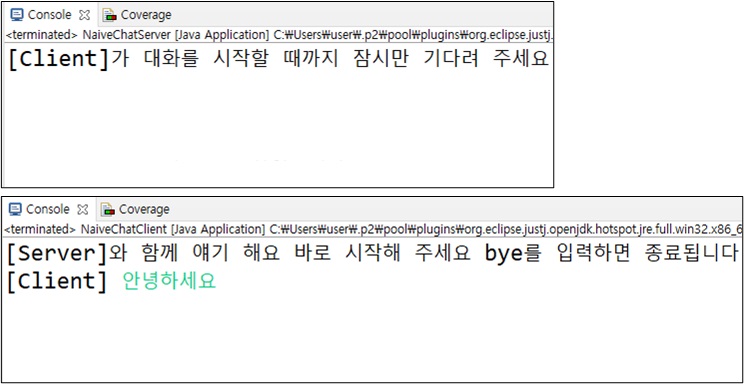 Console Coverage
<terminated> NaiveChatServer [Java Application] C:₩Users₩user₩.p2₩pool₩plugins₩org.eclipse.justj.
[Client]가 대화를 시작할 때까지 잠시만 기다려 주세요
Console Coverage
<terminated> NaiveChatClient [Java Application] C:₩Users₩user₩.p2₩pool₩plugins₩org.eclipse.justj.openjdk.hotspot.jre.full.win32.x86_6
[Server]와 함께 얘기 해요 바로 시작해 주세요 bye를 입력하면 종료됩니다
[Client] 안녕하세요